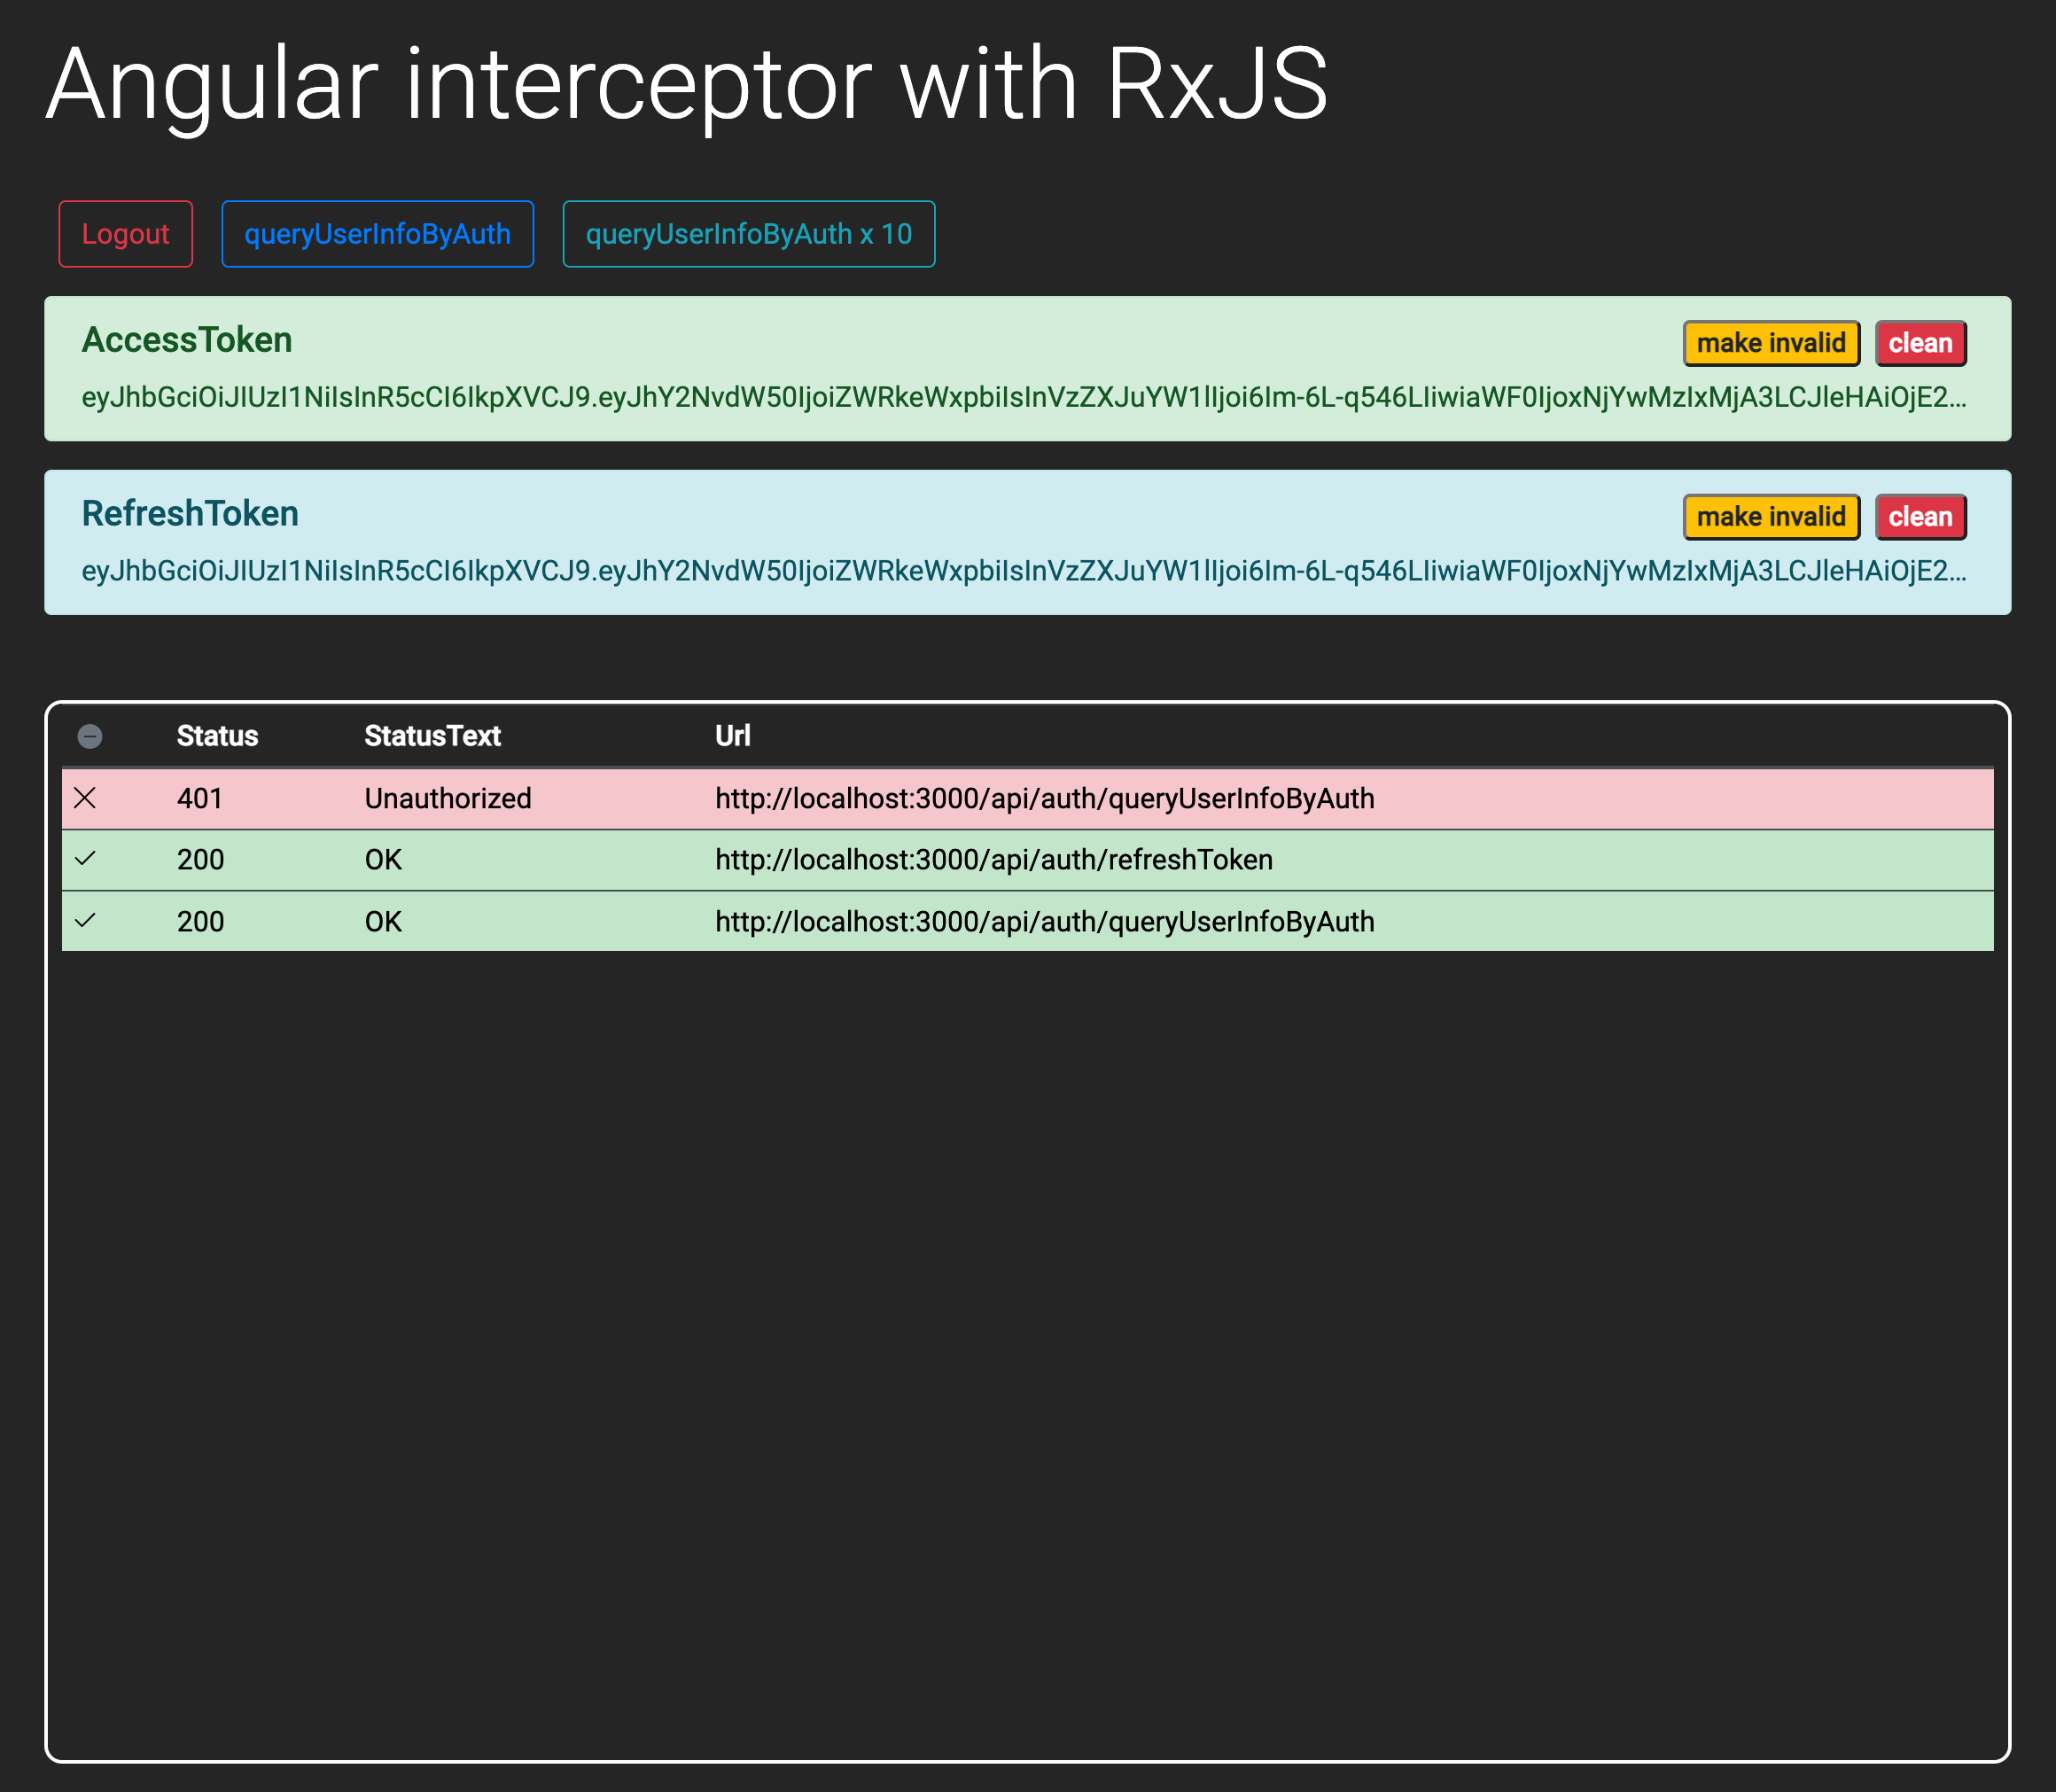 Angular interceptor with RxJS
Logout queryUserInfoByAuth queryUserInfoByAuth x 10
AccessToken make invalid clean
eyJhbGciOiJIUzI1NiIsInR5cCI6IkpXVCJ9.eyJhY2NvdW50IjoiZWRkeWxpbiIsInVzZXJuYW1lIjoi6Im-6L-q546LIiwiaWF0IjoxNjYwMzIxMjA3LCJleHAiOjE2...
RefreshToken make invalid clean
eyJhbGciOiJIUzI1NiIsInR5cCI6IkpXVCJ9.eyJhY2NvdW50IjoiZWRkeWxpbiIsInVzZXJuYW1lIjoi6Im-6L-q546LIiwiaWF0IjoxNjYwMzIxMjA3LCJleHAiOjE2...
Status StatusText Url
401 Unauthorized http://localhost:3000/api/auth/queryUserInfoByAuth
200 OK http://localhost:3000/api/auth/refreshToken
200 OK http://localhost:3000/api/auth/queryUserInfoByAuth